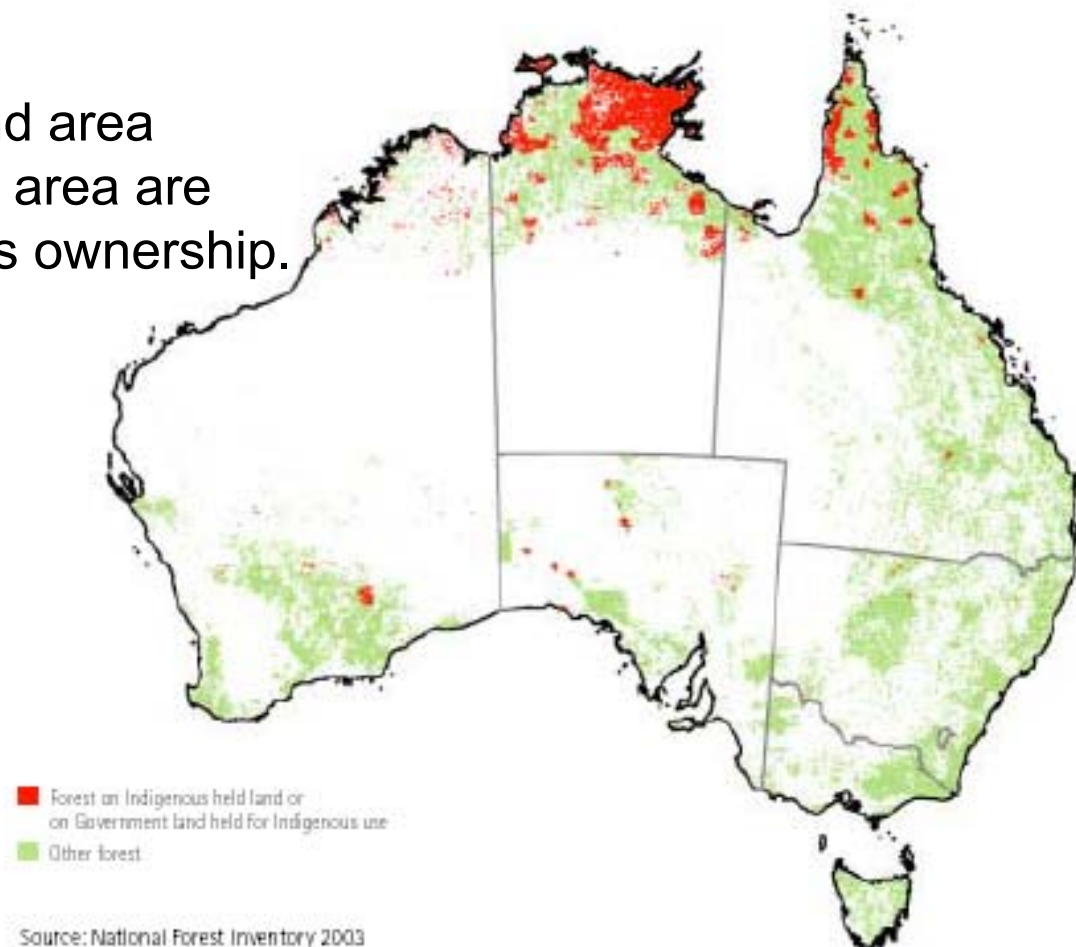 d area
area are
s ownership.
Forest on Indigenous held land or
on Government land held for Indigenous use
Other forest
Source: National Forest Inventory 2003